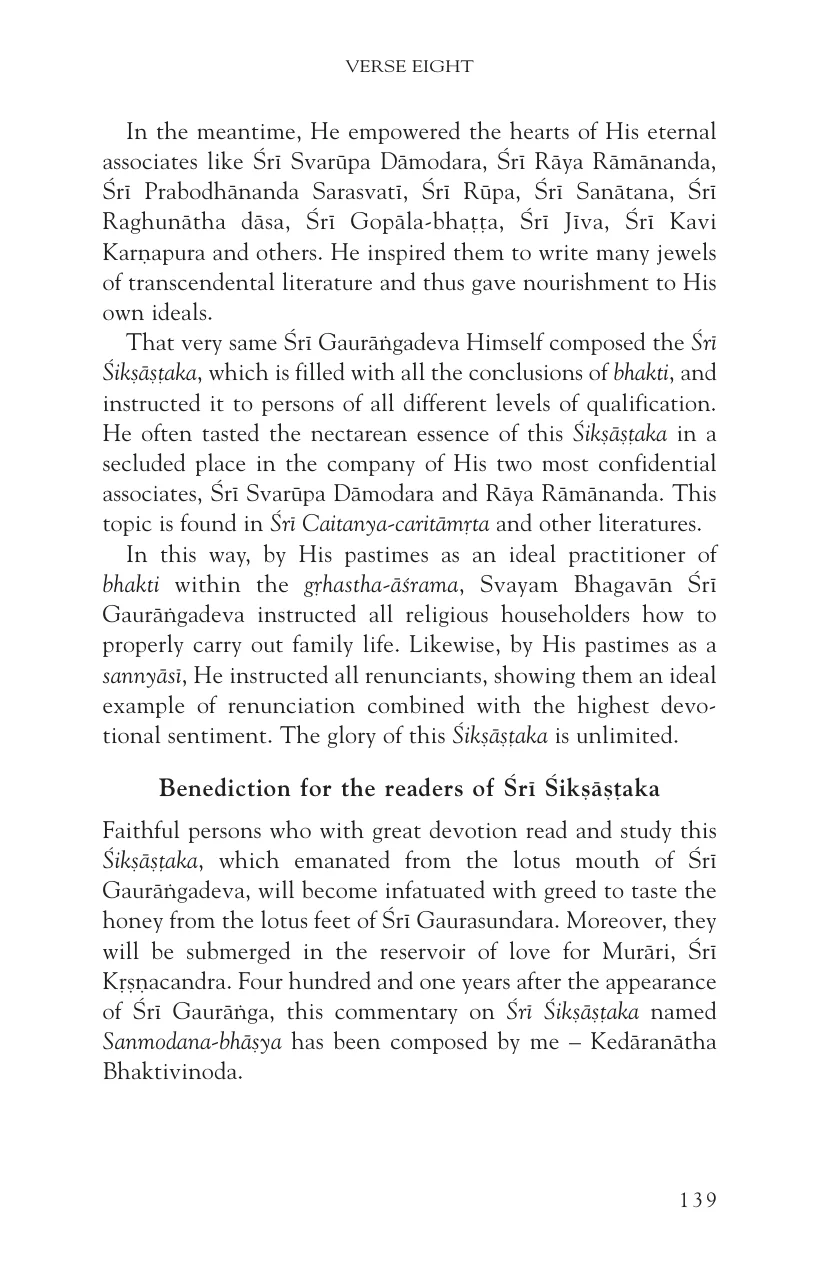 VERSE EIGHT
In the meantime, He empowered the hearts of His eternal
associates like Śrī Svarūpa Dāmodara, Śrī Rāya Rāmānanda,
Śrī Prabodhānanda Sarasvatī, Śrī Rūpa, Śrī Sanātana, Śrī
Raghunātha dāsa, Śrī Gopāla-bhaṭṭa, Śrī Jīva, Śrī Kavi
Karṇapura and others. He inspired them to write many jewels
of transcendental literature and thus gave nourishment to His
own ideals.
That very same Śrī Gaurāṅgadeva Himself composed the Śrī
Śikṣāṣṭaka, which is filled with all the conclusions of bhakti, and
instructed it to persons of all different levels of qualification.
He often tasted the nectarean essence of this Śikṣāṣṭaka in a
secluded place in the company of His two most confidential
associates, Śrī Svarūpa Dāmodara and Rāya Rāmānanda. This
topic is found in Śrī Caitanya-caritāmṛta and other literatures.
In this way, by His pastimes as an ideal practitioner of
bhakti within the gṛhastha-āśrama, Svayam Bhagavān Śrī
Gaurāṅgadeva instructed all religious householders how to
properly carry out family life. Likewise, by His pastimes as a
sannyāsī, He instructed all renunciants, showing them an ideal
example of renunciation combined with the highest devo-
tional sentiment. The glory of this Śikṣāṣṭaka is unlimited.
Benediction for the readers of Śrī Śikṣāṣṭaka
Faithful persons who with great devotion read and study this
Śikṣāṣṭaka, which emanated from the lotus mouth of Śrī
Gaurāṅgadeva, will become infatuated with greed to taste the
honey from the lotus feet of Śrī Gaurasundara. Moreover, they
will be submerged in the reservoir of love for Murāri, Śrī
Kṛṣṇacandra. Four hundred and one years after the appearance
of Śrī Gaurāṅga, this commentary on Śrī Śikṣāṣṭaka named
Sanmodana-bhāṣya has been composed by me – Kedāranātha
Bhaktivinoda.
139